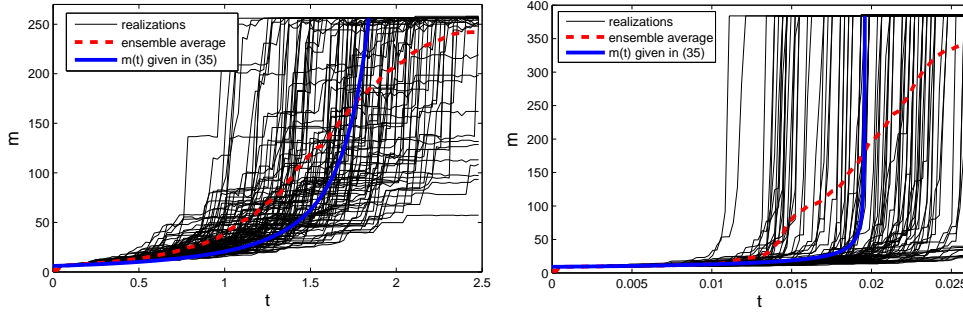 250
200
150
100
50
0
m
realizations
ensemble average
m(t) given in (35)
0 0.5 1 1.5 2 2.5
t
400
350
300
250
200
150
100
50
0
m
realizations
ensemble average
m(t) given in (35)
0 0.005 0.01 0.015 0.02 0.025
t